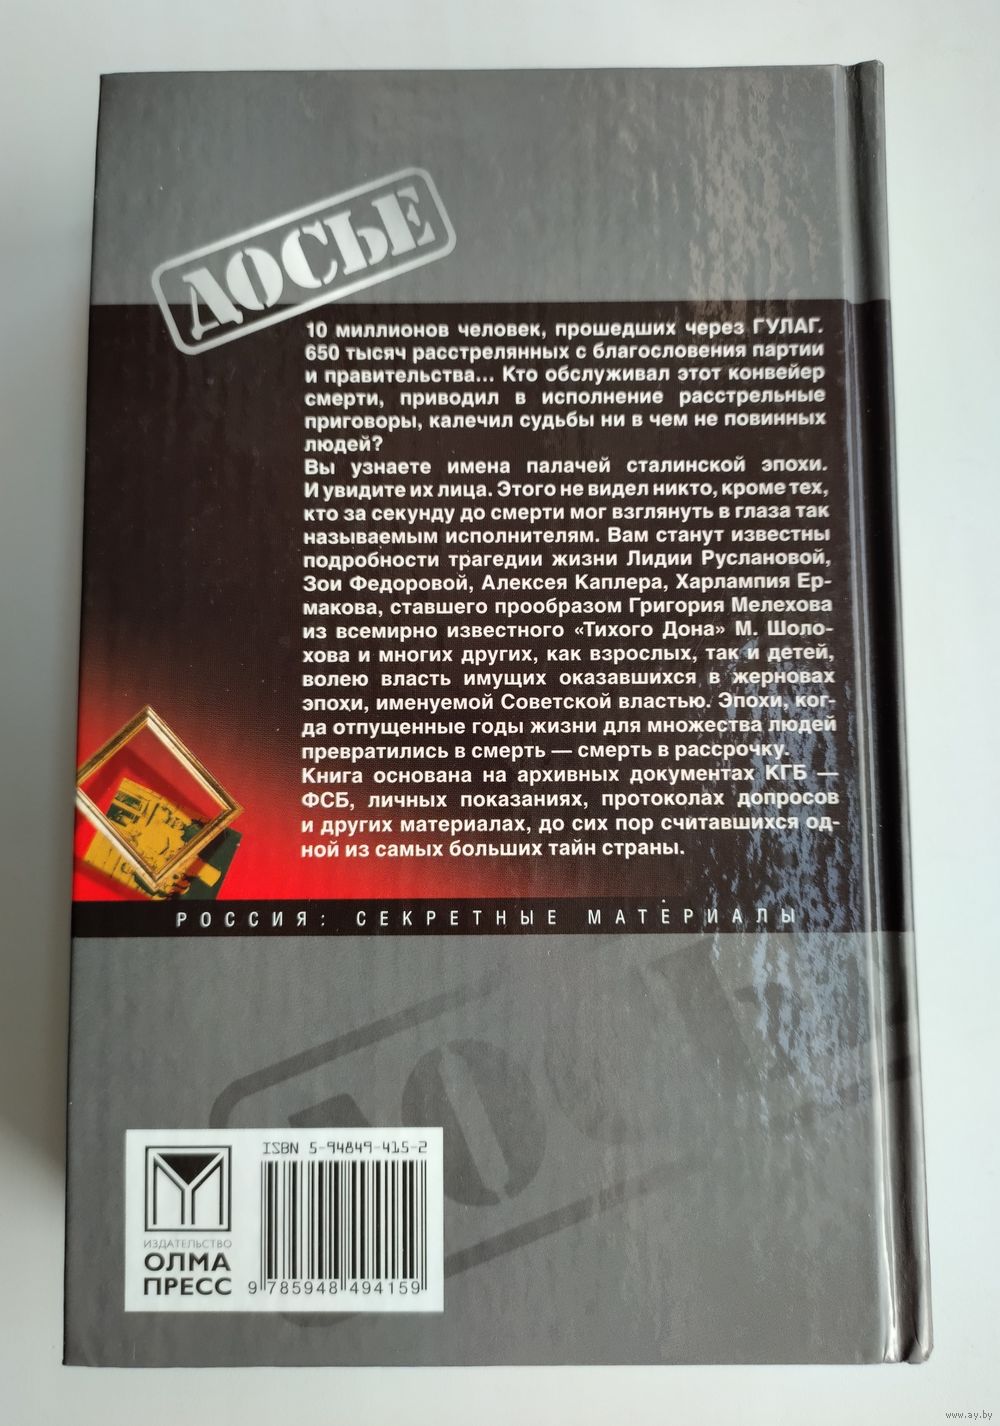 ДОСЬЕ
10 миллионов человек, прошедших через ГУЛАГ.
650 тысяч расстрелянных с благословения партии
и правительства... Кто обслуживал этот конвейер
смерти, приводил в исполнение расстрельные
приговоры, калечил судьбы ни в чем не повинных
людей?
Вы узнаете имена палачей сталинской эпохи.
И увидите их лица. Этого не видел никто, кроме тех,
кто за секунду до смерти мог взглянуть в глаза так
называемым исполнителям. Вам станут известны
подробности трагедии жизни Лидии Руслановой,
Зои Федоровой, Алексея Каплера, Харлампия Ер-
макова, ставшего прообразом Григория Мелехова
из всемирно известного «Тихого Дона» М. Шоло-
хова и многих других, как взрослых, так и детей,
волею власть имущих оказавшихся в жерновах
эпохи, именуемой Советской властью. Эпохи, ког-
да отпущенные годы жизни для множества людей
превратились в смерть — смерть в рассрочку.
Книга основана на архивных документах КГБ —
ФСБ, личных показаниях, протоколах допросов
и других материалах, до сих пор считавшихся од-
ной из самых больших тайн страны.
РОССИЯ: СЕКРЕТНЫЕ МАТЕРИАЛЫ
ДОСЬЕ
ISBN 5-94849-415-2
ИЗДАТЕЛЬСТВО
ОЛМА
ПРЕСС
9 785948 494159
www.ay.by